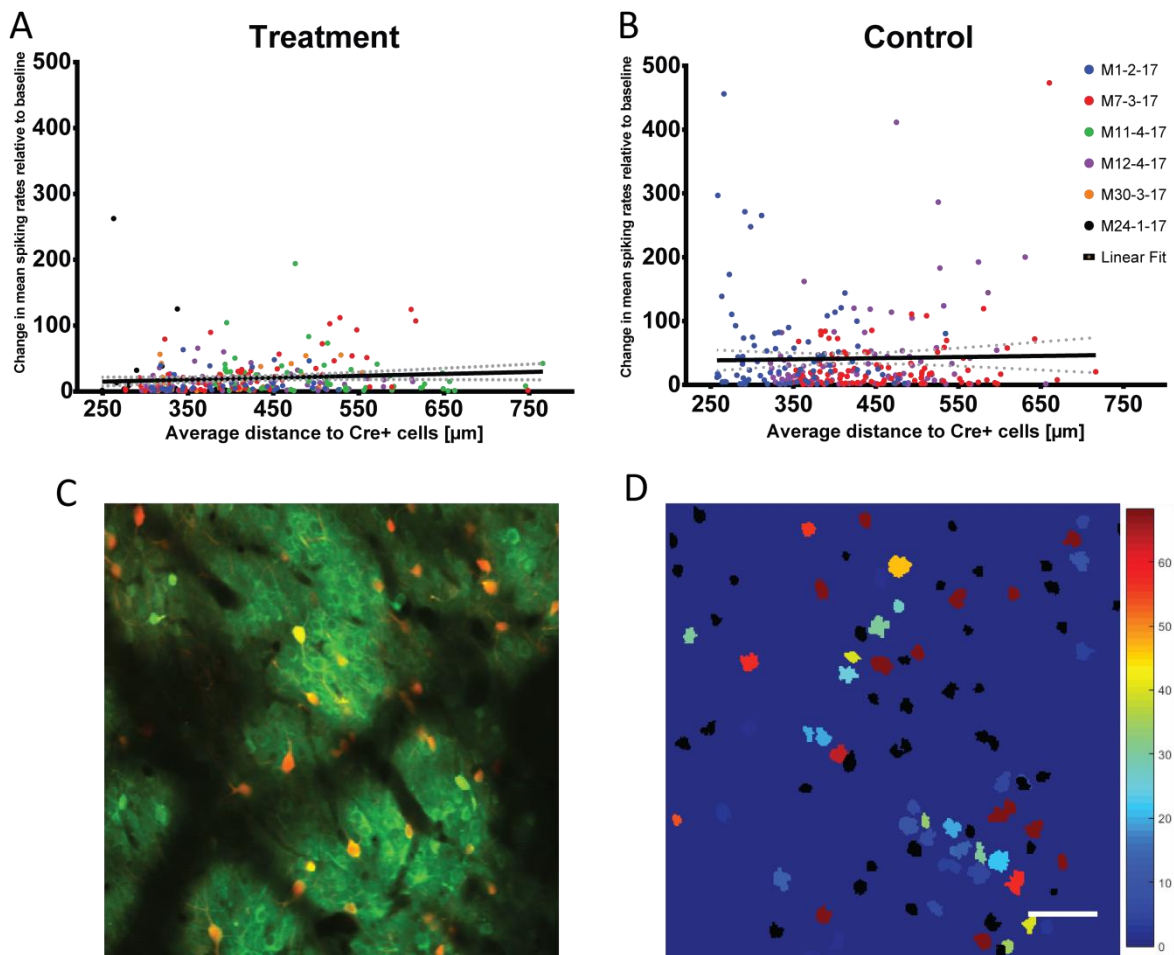 A
Treatment
Change in mean spiking rates relative to baseline
500
400
300
200
100
0
250
350
450
550
650
750
Average distance to Cre+ cells [µm]
B
Control
Change in mean spiking rates relative to baseline
500
400
300
200
100
0
250
350
450
550
650
750
Average distance to Cre+ cells [µm]
M1-2-17
M7-3-17
M11-4-17
M12-4-17
M30-3-17
M24-1-17
Linear Fit
C
D
60
50
40
30
20
10
0